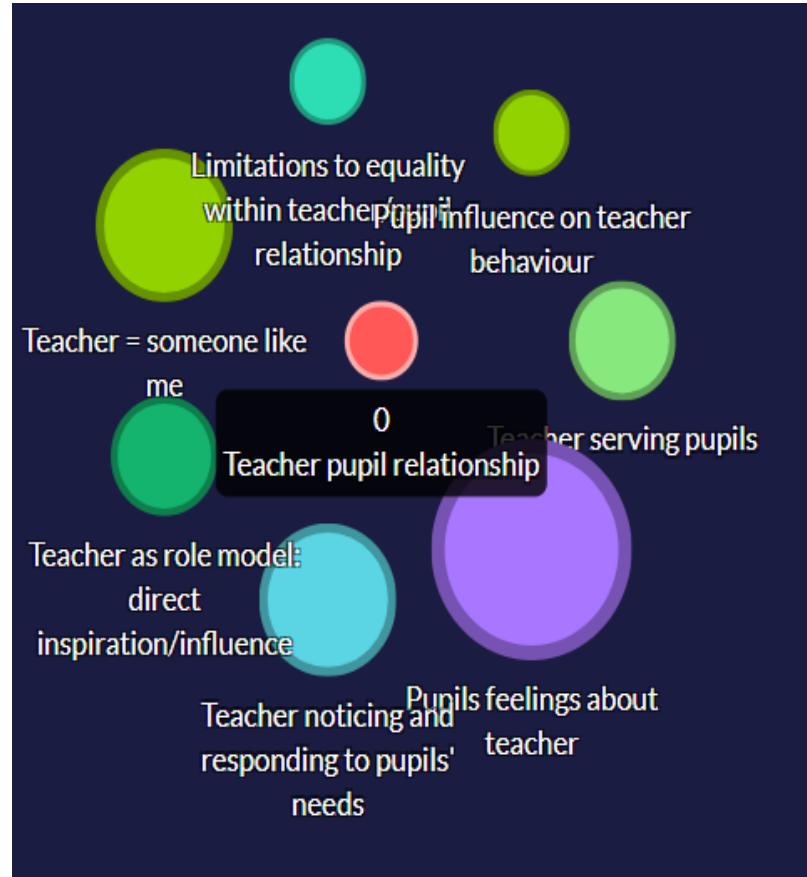 Limitations to equality
within teacher/pupil
relationship
Pupil influence on teacher
behaviour
Teacher = someone like
me
0
Teacher pupil relationship
Teacher serving pupils
Teacher as role model:
direct
inspiration/influence
Pupils feelings about
teacher
Teacher noticing and
responding to pupils'
needs